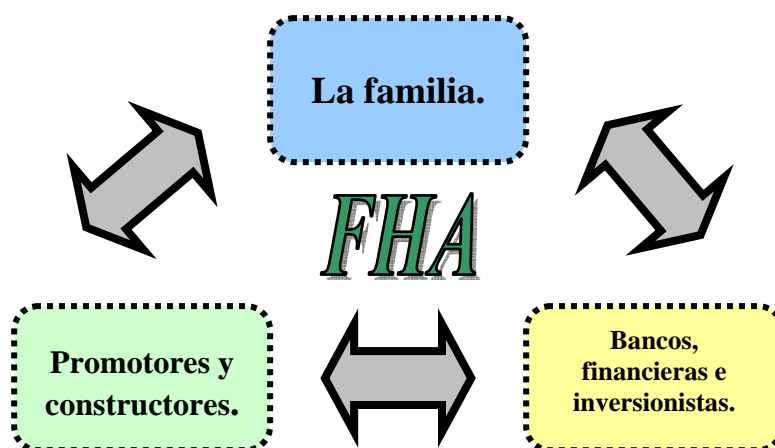 La familia.
FHA
Promotores y
constructores.
Bancos,
financieras e
inversionistas.